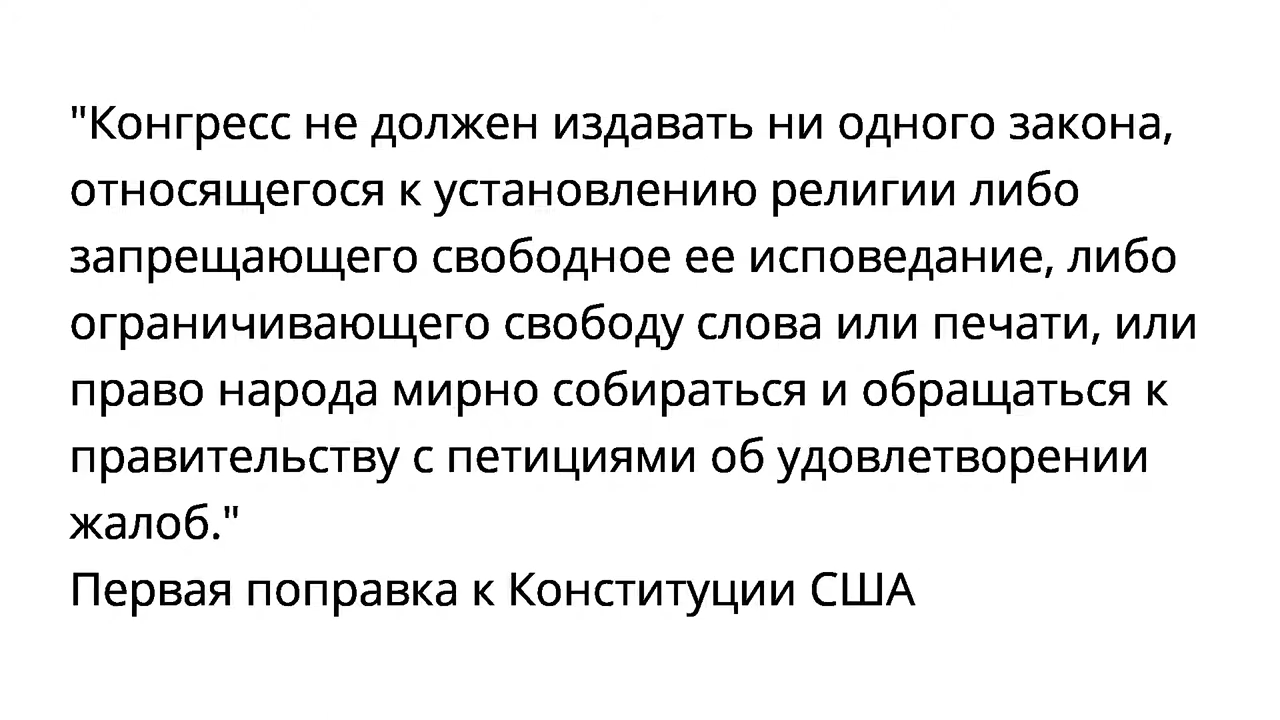 "Конгресс не должен издавать ни одного закона,
относящегося к установлению религии либо
запрещающего свободное ее исповедание, либо
ограничивающего свободу слова или печати, или
право народа мирно собираться и обращаться к
правительству с петициями об удовлетворении
жалоб."
Первая поправка к Конституции США